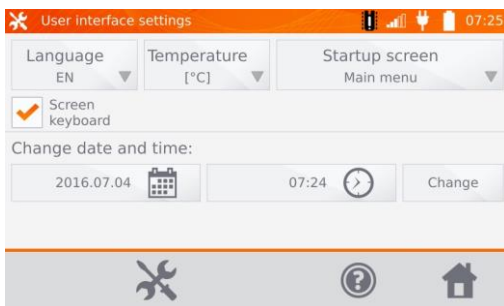 User interface settings 07:25
Language Temperature Startup screen
EN [°C] Main menu
Screen
keyboard
Change date and time:
2016.07.04 07:24 Change